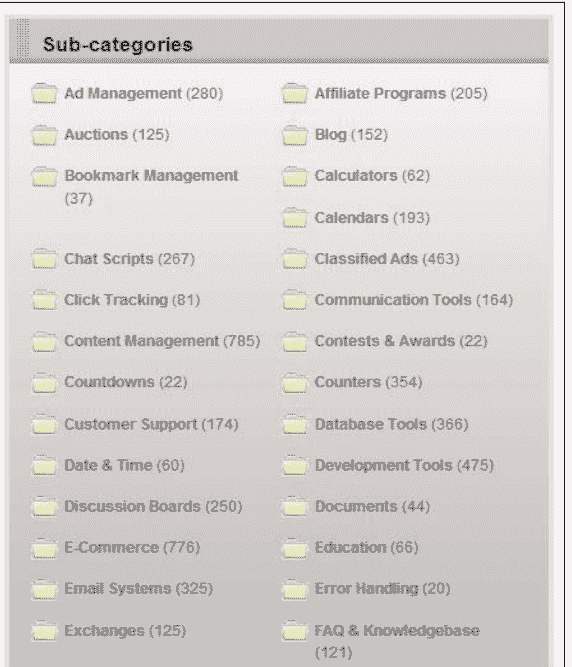 Sub-categories
Ad Management (280)
Affiliate Programs (205)
Auctions (125)
Blog (152)
Bookmark Management
(37)
Calculators (62)
Calendars (193)
Chat Scripts (267)
Classified Ads (463)
Click Tracking (81)
Communication Tools (164)
Content Management (785)
Contests & Awards (22)
Countdowns (22)
Counters (354)
Customer Support (174)
Database Tools (366)
Date & Time (60)
Development Tools (475)
Discussion Boards (250)
Documents (44)
E-Commerce (776)
Education (66)
Email Systems (325)
Error Handling (20)
Exchanges (125)
FAQ & Knowledgebase
(121)